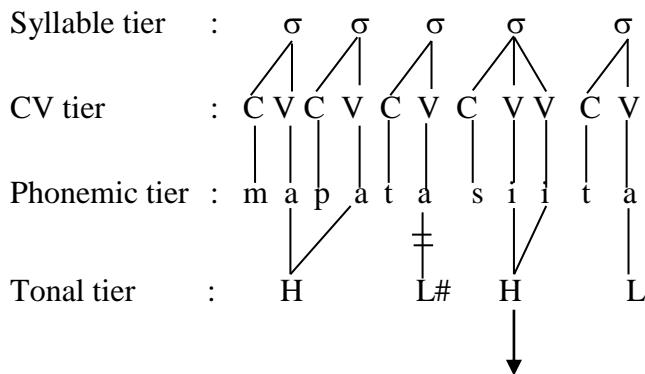 Syllable tier : σ σ σ σ σ
CV tier : C V C V C V C V V C V
Phonemic tier : m a p a t a s i i t a
Tonal tier : H L# H L